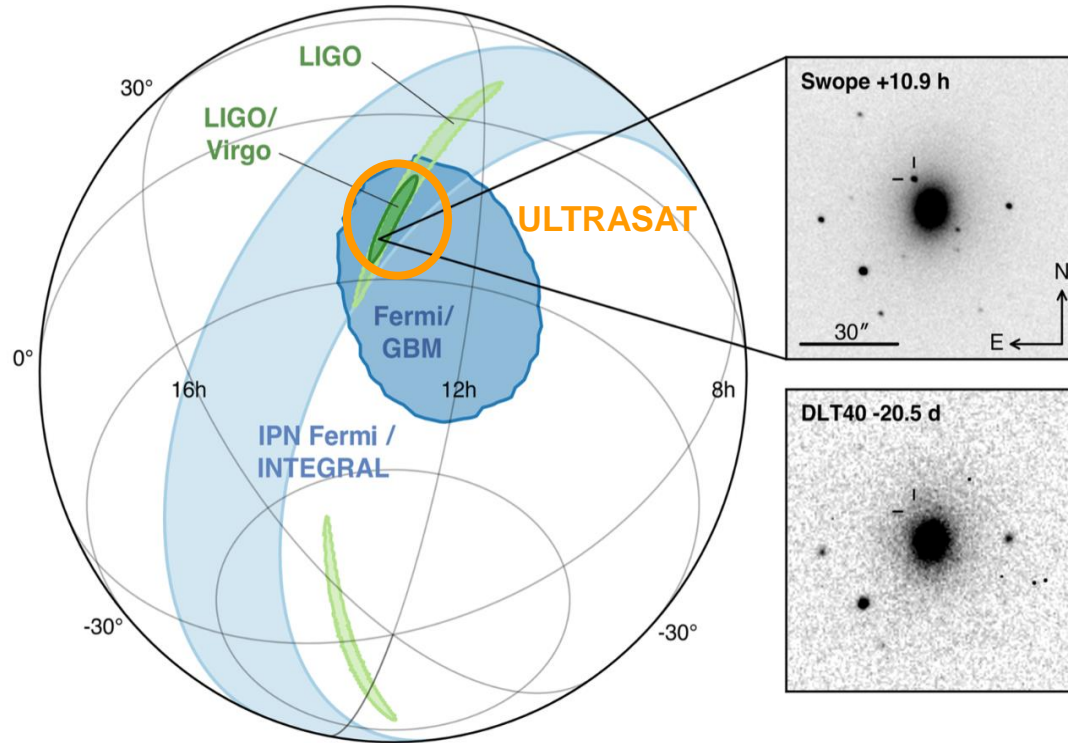 LIGO
30°
LIGO/
Virgo
ULTRASAT
Fermi/
GBM
0°
16h
12h
8h
IPN Fermi /
INTEGRAL
-30°
-30°
Swope +10.9 h
30″
N
E
DLT40 -20.5 d